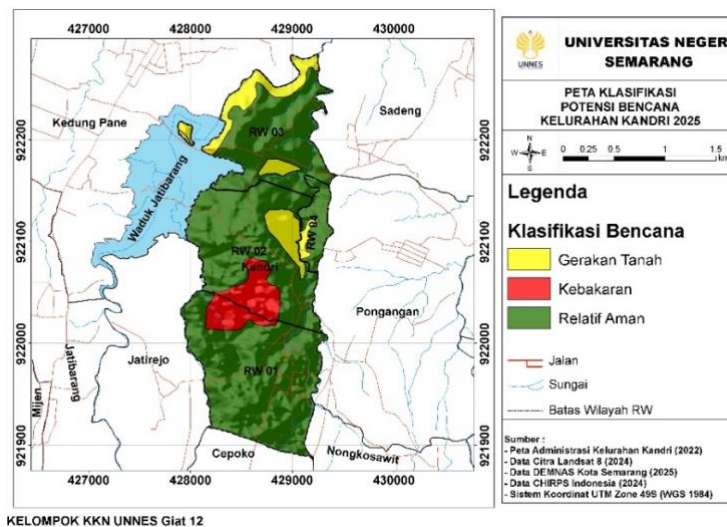 427000 428000 429000 430000
UNNES
UNIVERSITAS NEGERI
SEMARANG
PETA KLASIFIKASI
POTENSI BENCANA
KELURAHAN KANDRI 2025
N
W E
S
0 0.25 0.5 1 1.5
km
Legenda
Klasifikasi Bencana
Gerakan Tanah
Kebakaran
Relatif Aman
Jalan
Sungai
Batas Wilayah RW
Sumber :
- Peta Administrasi Kelurahan Kandri (2022)
- Data Citra Landsat 8 (2024)
- Data DEMNAS Kota Semarang (2025)
- Data CHIRPS Indonesia (2024)
- Sistem Koordinat UTM Zone 49S (WGS 1984)
922200
922100
922000
921900
Kedung Pane
Sadeng
RW 03
Waduk Jatibarang
RW 04
RW 02
Kandri
Pongangan
Jatirejo
Jatibarang
Mijen
RW 01
Cepoko
Nongkosawit
427000 428000 429000 430000
KELOMPOK KKN UNNES Giat 12